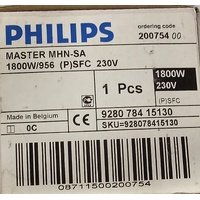 ordering code
PHILIPS 200754 00
MASTER MHN-SA
1800W/956 (P)SFC 230V
1 Pcs
1800W
230V
(P)SFC
Made in Belgium
9280 784 15130
0C
SKU=928078415130
08711500200754